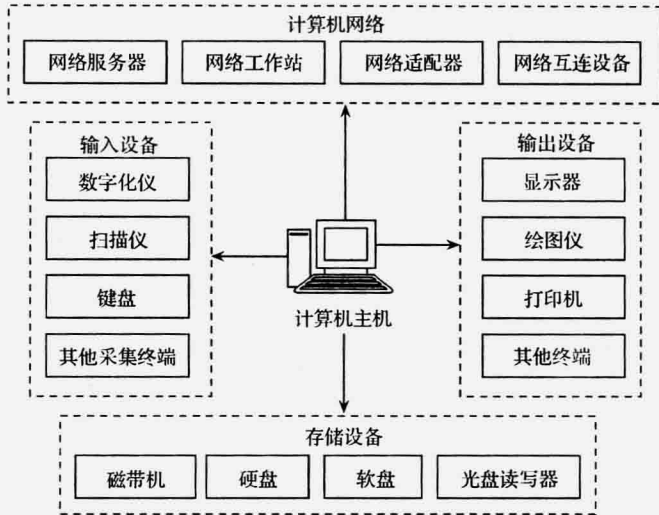 计算机网络
网络服务器
网络工作站
网络适配器
网络互连设备
输入设备
数字化仪
扫描仪
键盘
其他采集终端
计算机主机
输出设备
显示器
绘图仪
打印机
其他终端
存储设备
磁带机
硬盘
软盘
光盘读写器